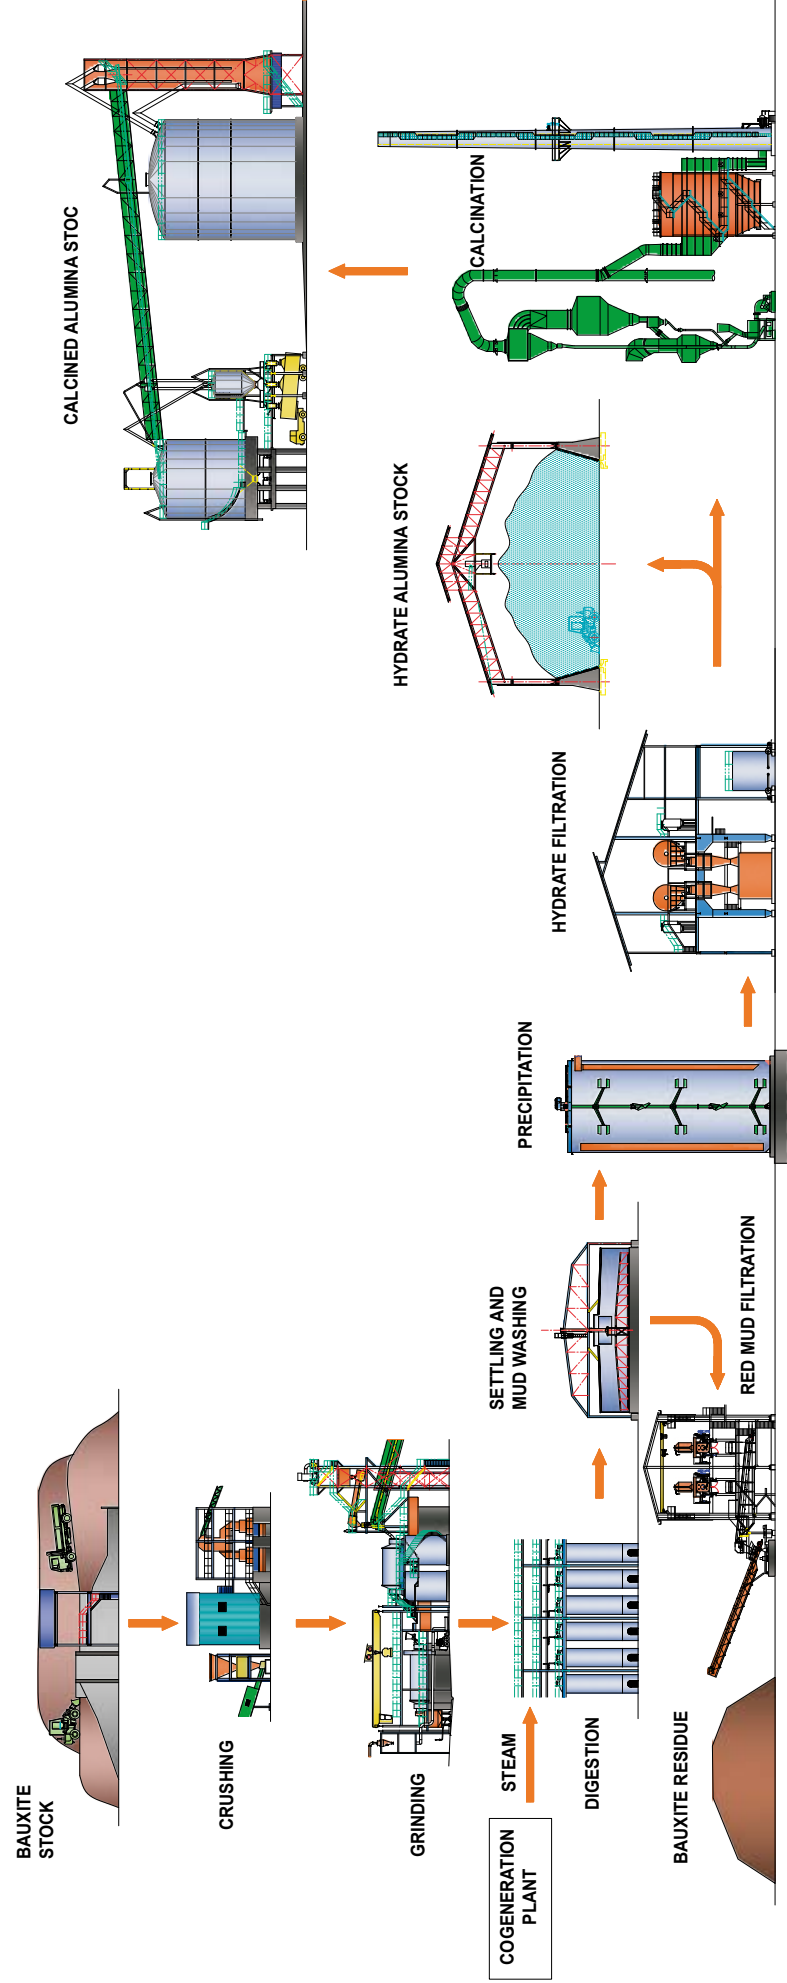 BAUXITE
STOCK
CRUSHING
GRINDING
COGENERATION
PLANT
STEAM
DIGESTION
SETTLING AND
MUD WASHING
RED MUD FILTRATION
BAUXITE RESIDUE
PRECIPITATION
HYDRATE FILTRATION
HYDRATE ALUMINA STOCK
CALCINATION
CALCINED ALUMINA STOC